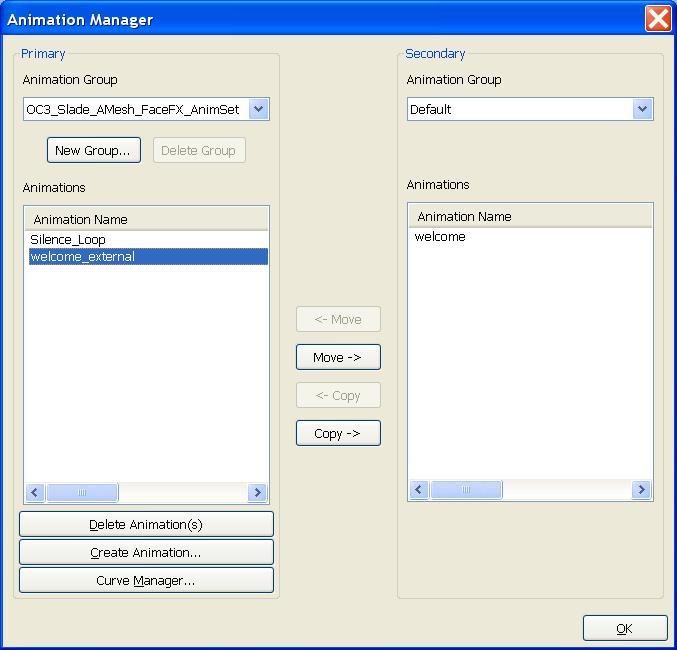 Animation Manager
Primary
Animation Group
OC3_Slade_AMesh_FaceFX_AnimSet
New Group... Delete Group
Animations
Animation Name
Silence_Loop
welcome_external
Delete Animation(s)
Create Animation...
Curve Manager...
<- Move
Move ->
<- Copy
Copy ->
Secondary
Animation Group
Default
Animations
Animation Name
welcome
OK